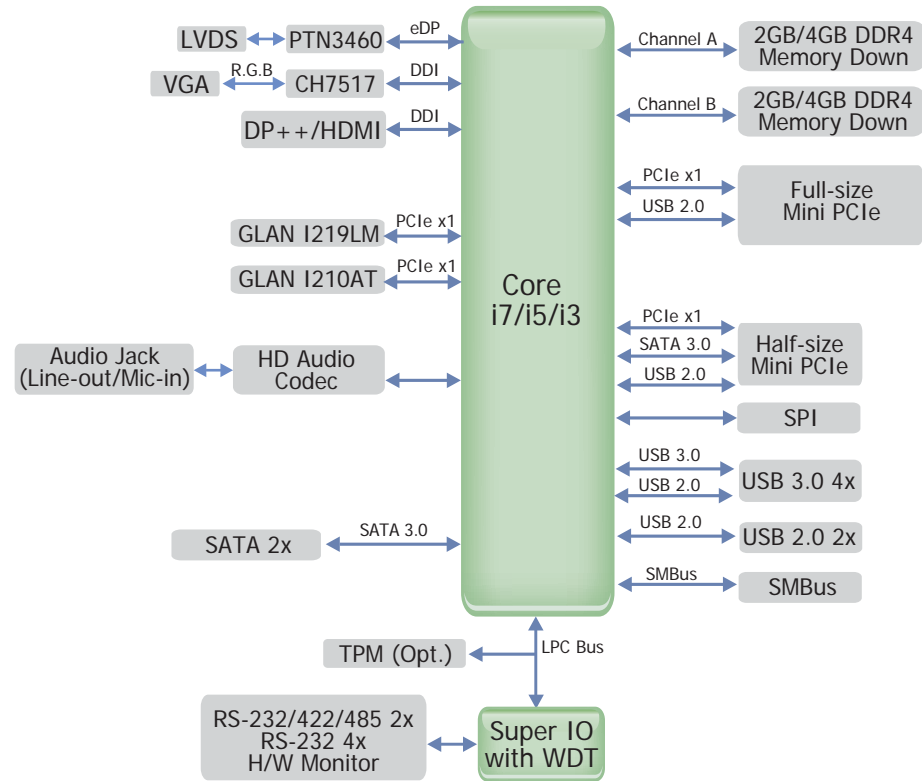 LVDS
PTN3460
eDP
VGA
R.G.B
CH7517
DDI
DP++/HDMI
DDI
GLAN I219LM
PCIe x1
GLAN I210AT
PCIe x1
Audio Jack
(Line-out/Mic-in)
HD Audio
Codec
SATA 2x
SATA 3.0
Core
i7/i5/i3
Channel A
2GB/4GB DDR4
Memory Down
Channel B
2GB/4GB DDR4
Memory Down
PCIe x1
USB 2.0
Full-size
Mini PCIe
PCIe x1
SATA 3.0
USB 2.0
Half-size
Mini PCIe
SPI
USB 3.0
USB 2.0
USB 3.0 4x
USB 2.0
USB 2.0 2x
SMBus
SMBus
LPC Bus
TPM (Opt.)
RS-232/422/485 2x
RS-232 4x
H/W Monitor
Super IO
with WDT